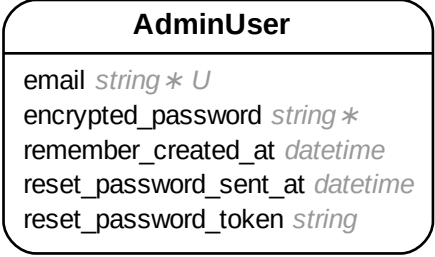 AdminUser
email string∗ U
encrypted_password string∗
remember_created_at datetime
reset_password_sent_at datetime
reset_password_token string